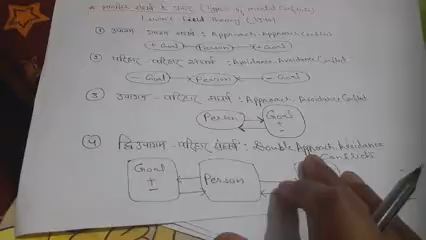 मानसिक संघर्ष के प्रकार (Types of mental Conflicts)
Lewin's Field Theory (1935)
① उपागम - उपागम संघर्ष : Approach-Approach Conflict
+ Goal Person + Goal
② परिहार - परिहार संघर्ष : Avoidance-Avoidance Conflict
- Goal Person - Goal
③ उपागम - परिहार संघर्ष : Approach-Avoidance Conflict
Person Goal + -
④ द्वि उपागम - परिहार संघर्ष : Double Approach Avoidance
Conflicts
Goal + - Person